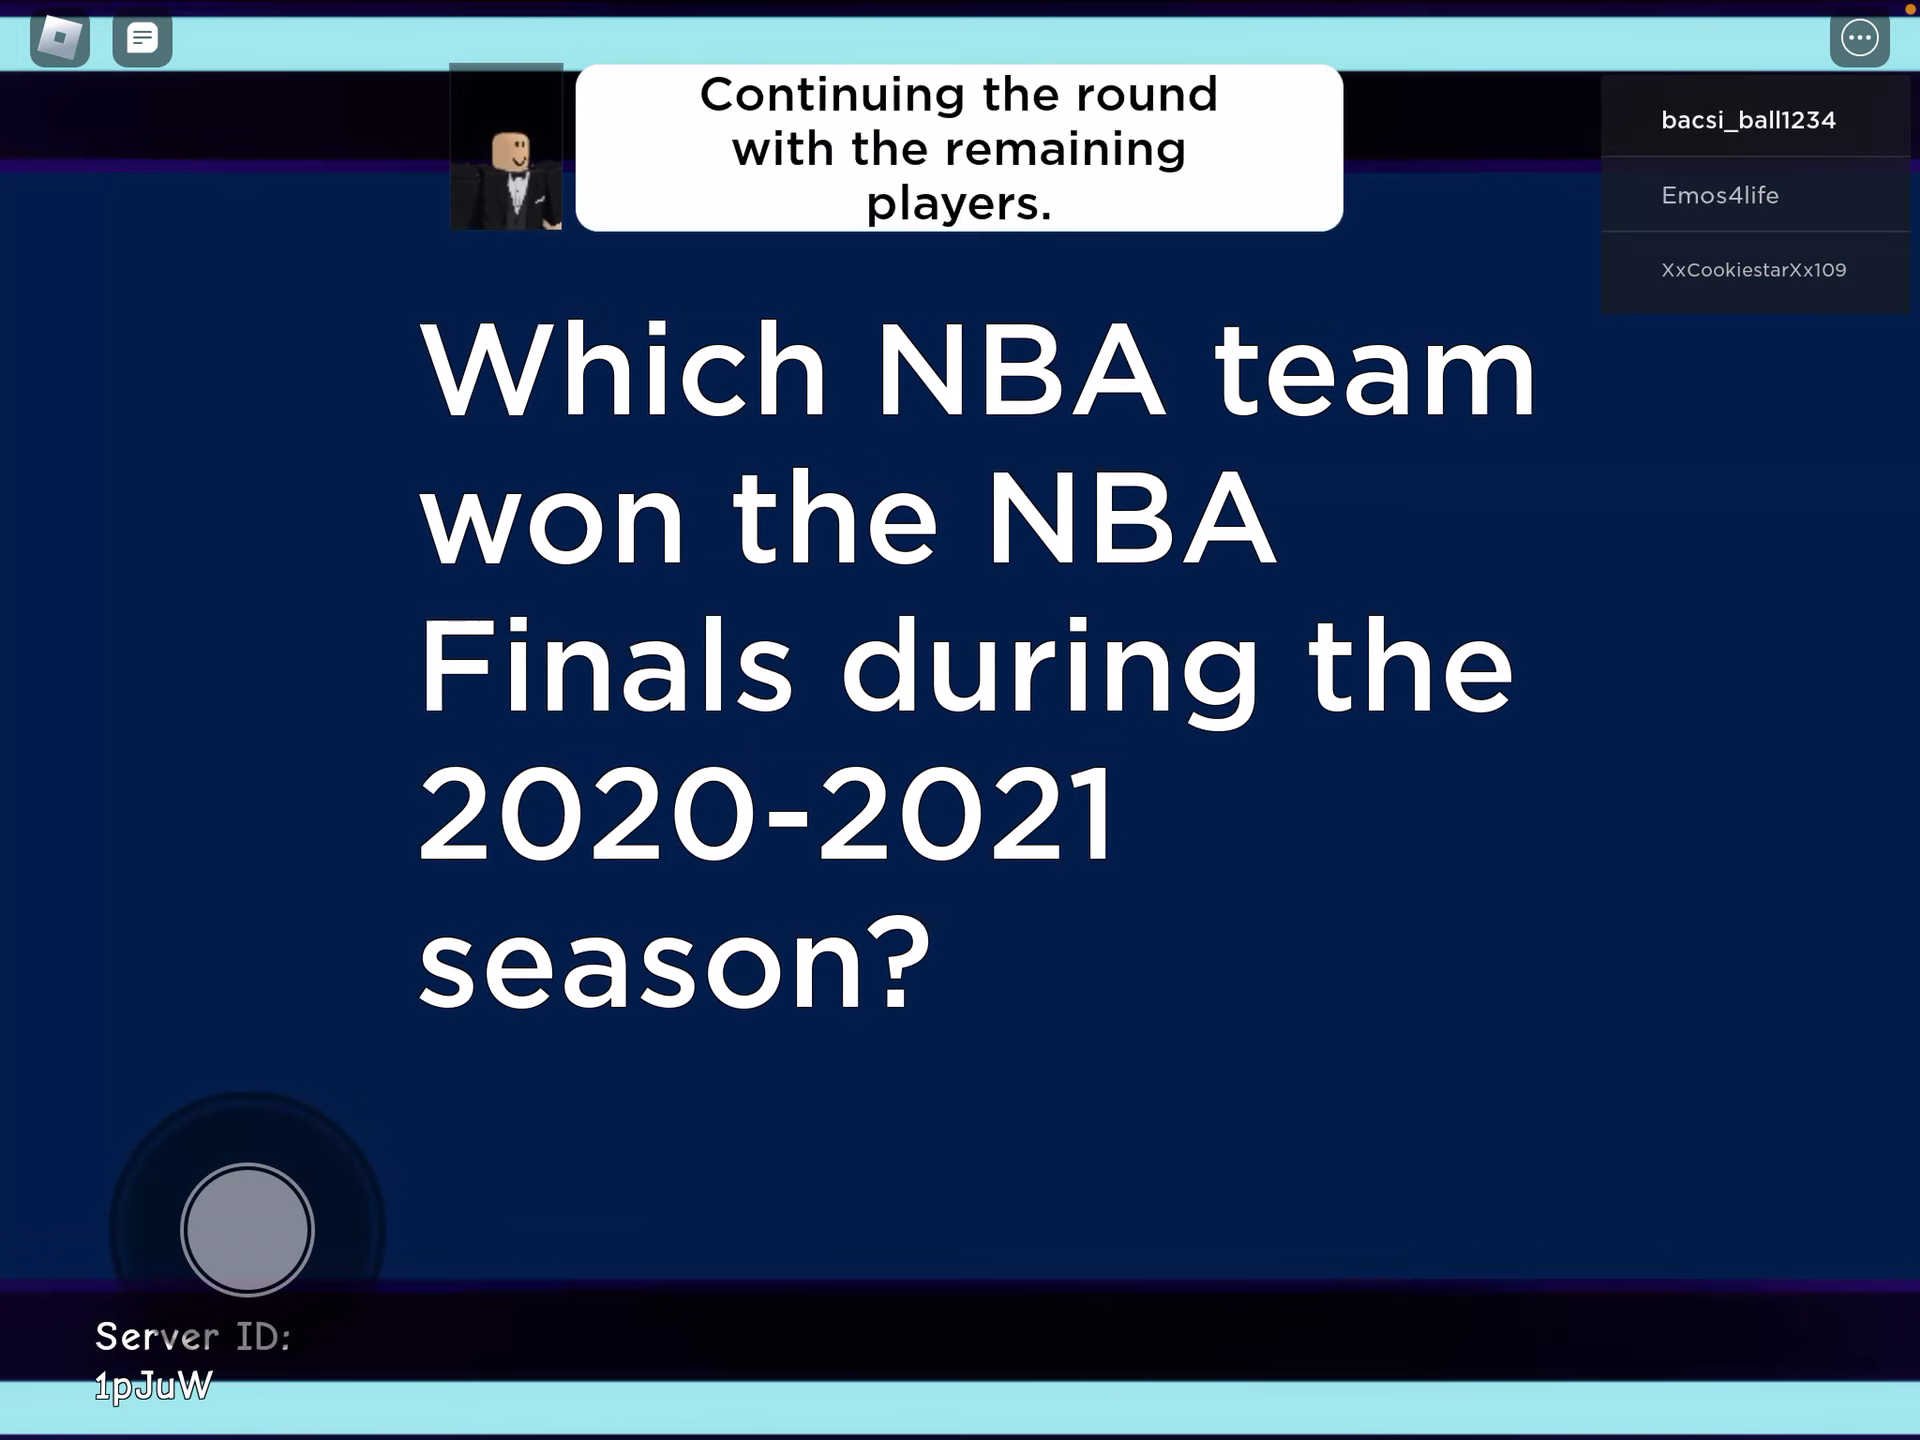 Continuing the round
with the remaining
players.
bacsi_ball1234
Emos4life
XxCookiestarXx109
Which NBA team
won the NBA
Finals during the
2020-2021
season?
Server ID:
1pJuW